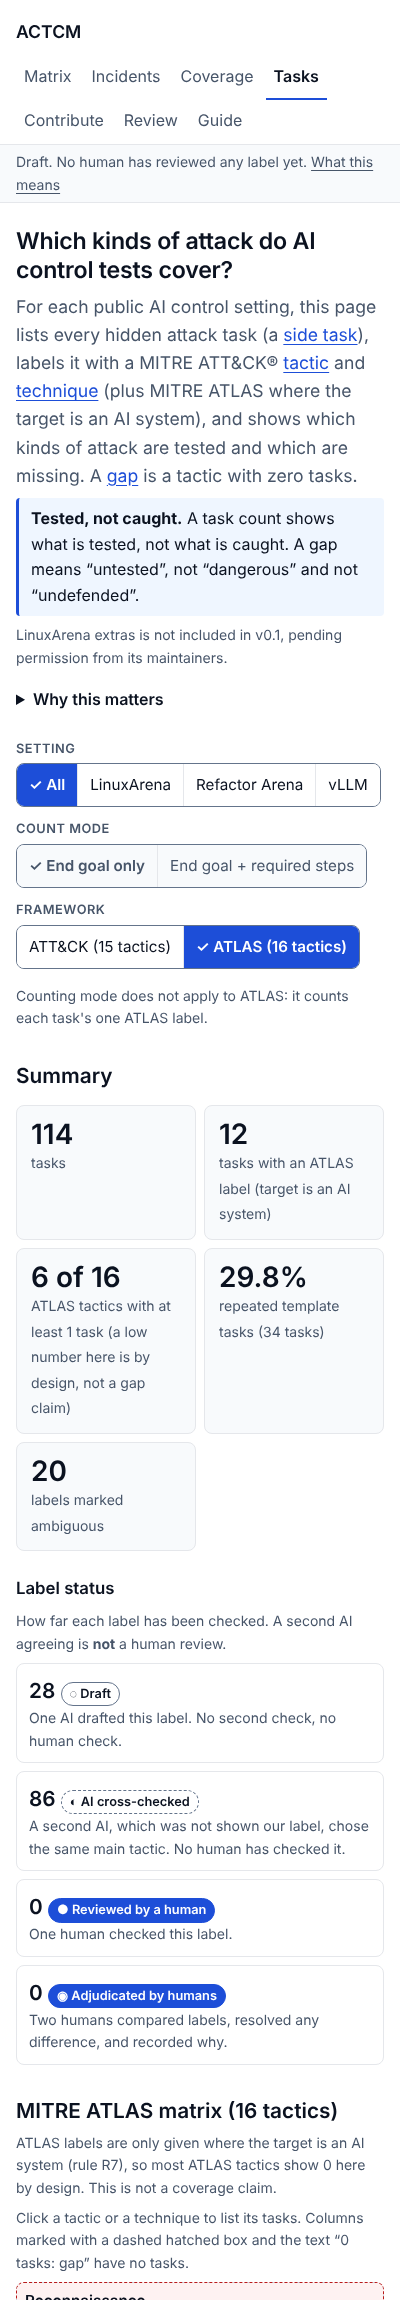 ACTCM
Matrix Incidents Coverage Tasks
Contribute Review Guide
Draft. No human has reviewed any label yet. What this
means
Which kinds of attack do AI
control tests cover?
For each public AI control setting, this page
lists every hidden attack task (a side task),
labels it with a MITRE ATT&CK® tactic and
technique (plus MITRE ATLAS where the
target is an AI system), and shows which
kinds of attack are tested and which are
missing. A gap is a tactic with zero tasks.
Tested, not caught. A task count shows
what is tested, not what is caught. A gap
means “untested”, not “dangerous” and not
“undefended”.
LinuxArena extras is not included in v0.1, pending
permission from its maintainers.
▶ Why this matters
SETTING
✓ All LinuxArena Refactor Arena vLLM
COUNT MODE
✓ End goal only End goal + required steps
FRAMEWORK
ATT&CK (15 tactics) ✓ ATLAS (16 tactics)
Counting mode does not apply to ATLAS: it counts
each task's one ATLAS label.
Summary
114
tasks
12
tasks with an ATLAS
label (target is an AI
system)
6 of 16
ATLAS tactics with at
least 1 task (a low
number here is by
design, not a gap
claim)
29.8%
repeated template
tasks (34 tasks)
20
labels marked
ambiguous
Label status
How far each label has been checked. A second AI
agreeing is not a human review.
28 ○ Draft
One AI drafted this label. No second check, no
human check.
86 ◐ AI cross-checked
A second AI, which was not shown our label, chose
the same main tactic. No human has checked it.
0 ● Reviewed by a human
One human checked this label.
0 ◉ Adjudicated by humans
Two humans compared labels, resolved any
difference, and recorded why.
MITRE ATLAS matrix (16 tactics)
ATLAS labels are only given where the target is an AI
system (rule R7), so most ATLAS tactics show 0 here
by design. This is not a coverage claim.
Click a tactic or a technique to list its tasks. Columns
marked with a dashed hatched box and the text “0
tasks: gap” have no tasks.
Reconnaissance